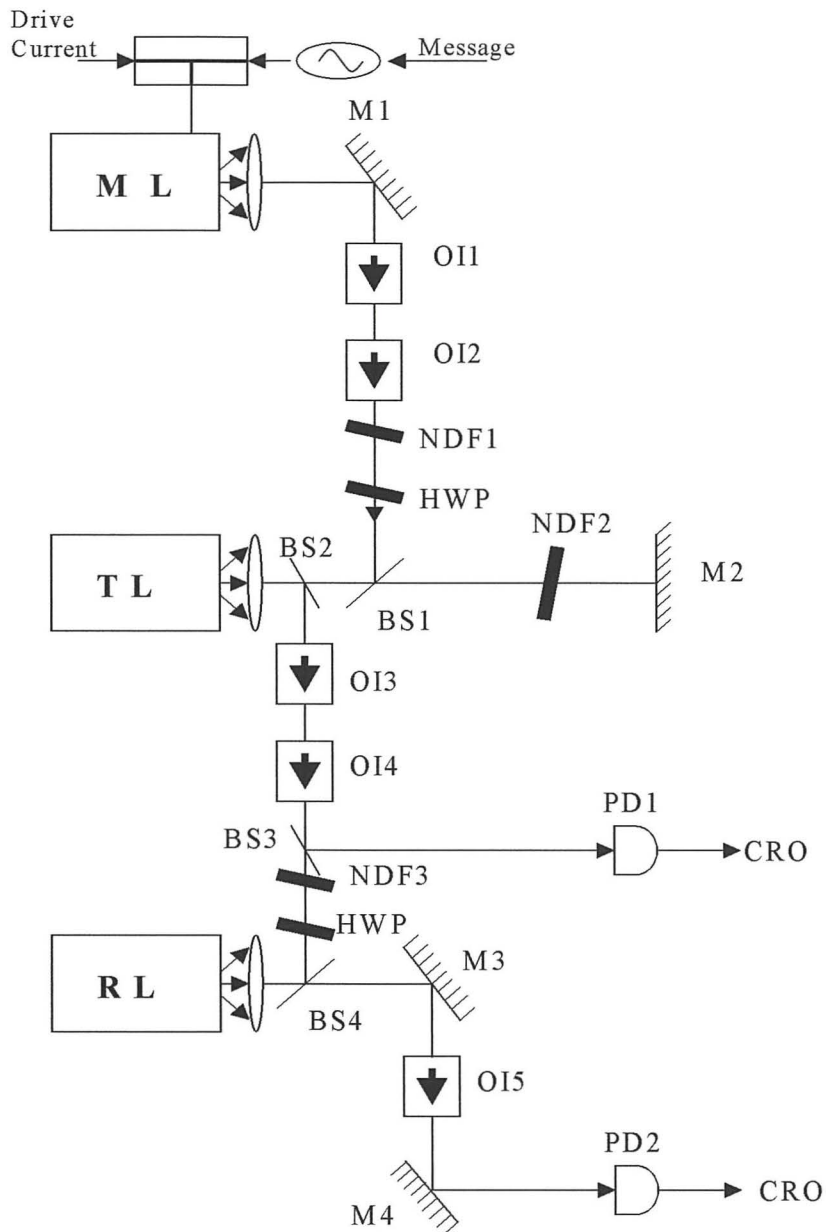 Drive
Current
Message
M1
M L
OI1
OI2
NDF1
HWP
NDF2
BS2
T L
M2
BS1
OI3
OI4
PD1
BS3
CRO
NDF3
HWP
M3
R L
BS4
OI5
PD2
CRO
M4